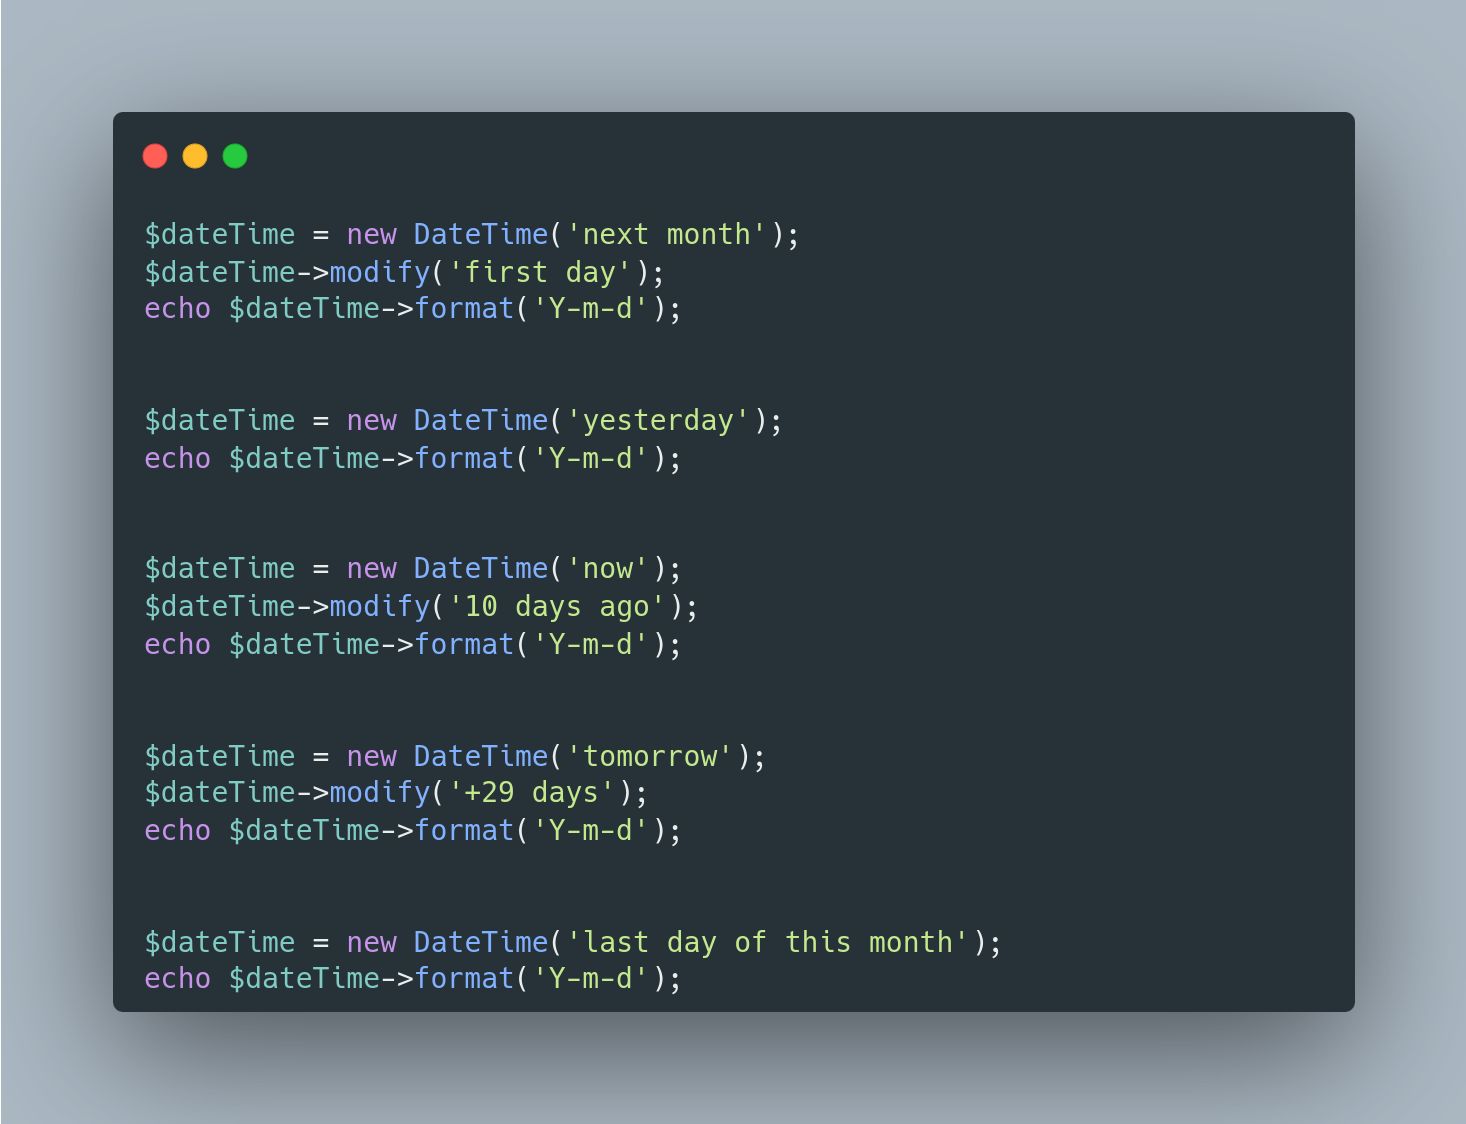 $dateTime = new DateTime('next month');
$dateTime->modify('first day');
echo $dateTime->format('Y-m-d');
$dateTime = new DateTime('yesterday');
echo $dateTime->format('Y-m-d');
$dateTime = new DateTime('now');
$dateTime->modify('10 days ago');
echo $dateTime->format('Y-m-d');
$dateTime = new DateTime('tomorrow');
$dateTime->modify('+29 days');
echo $dateTime->format('Y-m-d');
$dateTime = new DateTime('last day of this month');
echo $dateTime->format('Y-m-d');